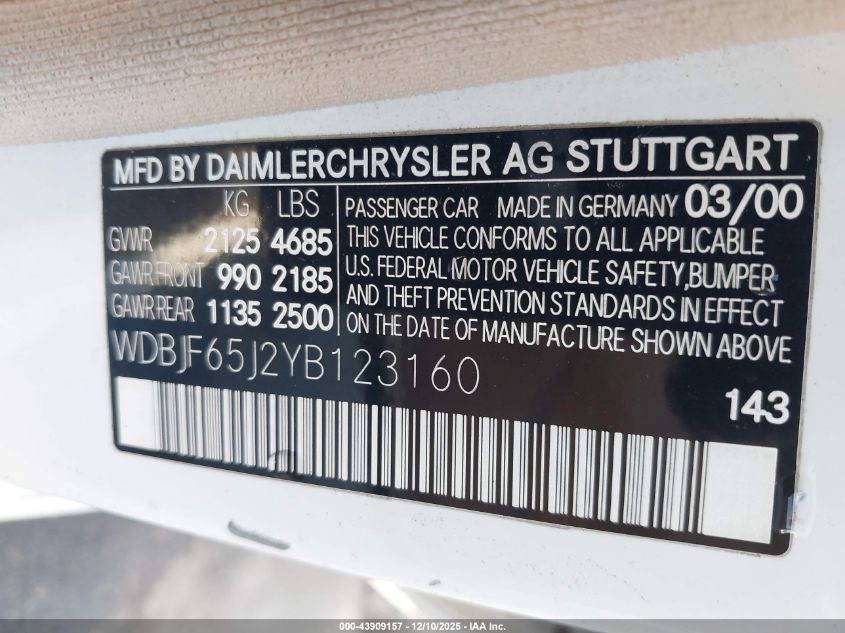 MFD BY DAIMLERCHRYSLER AG STUTTGART
KG LBS
GVWR 2125 4685
GAWR FRONT 990 2185
GAWR REAR 1135 2500
PASSENGER CAR MADE IN GERMANY 03/00
THIS VEHICLE CONFORMS TO ALL APPLICABLE
U.S. FEDERAL MOTOR VEHICLE SAFETY, BUMPER
AND THEFT PREVENTION STANDARDS IN EFFECT
ON THE DATE OF MANUFACTURE SHOWN ABOVE
WDBJF65J2YB123160
143
000-43909157 - 12/10/2025 - IAA Inc.